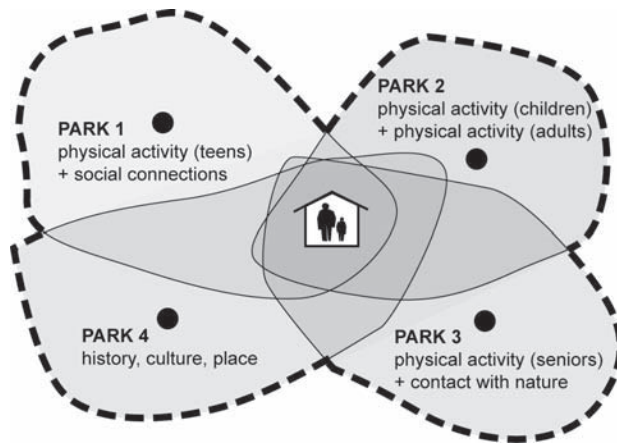 PARK 1
physical activity (teens)
+ social connections
PARK 2
physical activity (children)
+ physical activity (adults)
PARK 4
history, culture, place
PARK 3
physical activity (seniors)
+ contact with nature